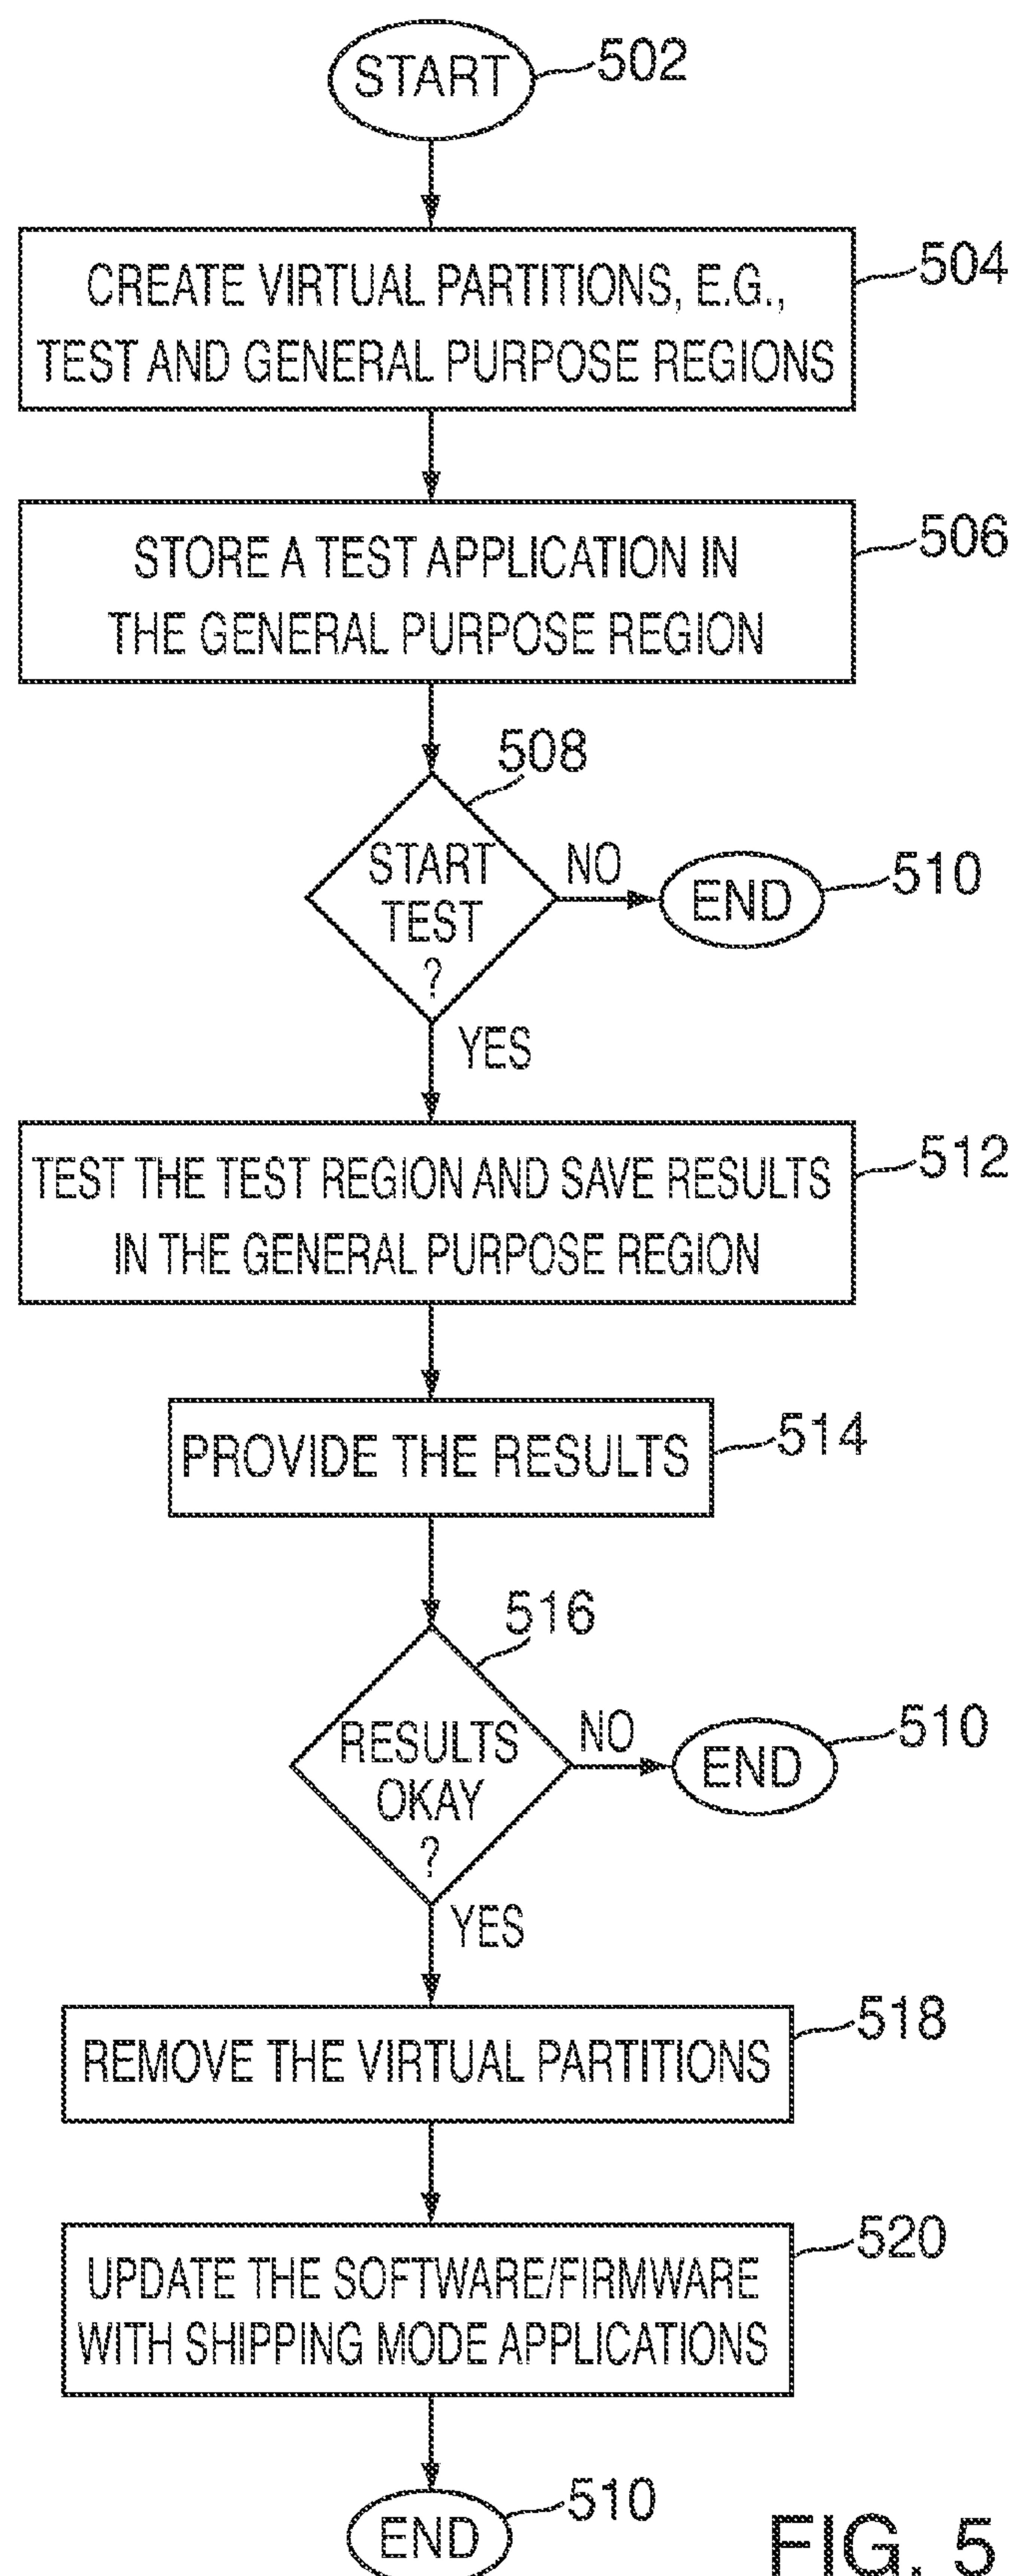 START
502
CREATE VIRTUAL PARTITIONS, E.G.,
TEST AND GENERAL PURPOSE REGIONS
504
STORE A TEST APPLICATION IN
THE GENERAL PURPOSE REGION
506
508
START
TEST
?
NO
END
510
YES
TEST THE TEST REGION AND SAVE RESULTS
IN THE GENERAL PURPOSE REGION
512
PROVIDE THE RESULTS
514
516
RESULTS
OKAY
?
NO
END
510
YES
REMOVE THE VIRTUAL PARTITIONS
518
UPDATE THE SOFTWARE/FIRMWARE
WITH SHIPPING MODE APPLICATIONS
520
END
510
FIG. 5